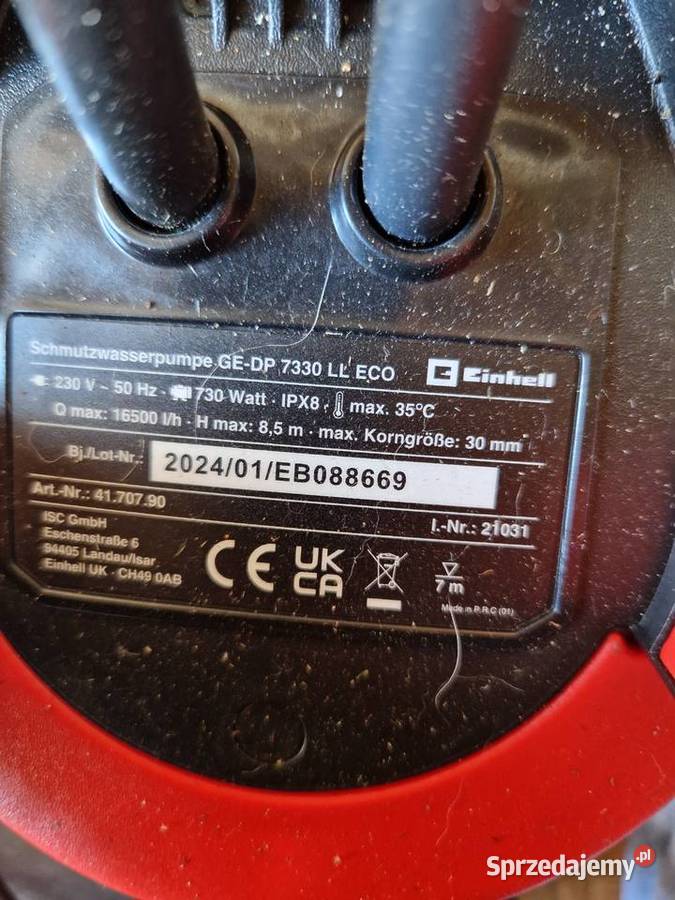 Schmutzwasserpumpe GE-DP 7330 LL ECO
Einhell
230 V ~ 50 Hz · 730 Watt · IPX8 · max. 35°C
Q max: 16500 l/h · H max: 8,5 m · max. Korngröße: 30 mm
Bj./Lot-Nr.: 2024/01/EB088669
Art.-Nr.: 41.707.90
I.-Nr.: 21031
ISC GmbH
Eschenstraße 6
94405 Landau/Isar
Einhell UK · CH49 0AB
CE
UK
CA
7 m
Made in P.R.C (01)
Sprzedajemy.pl